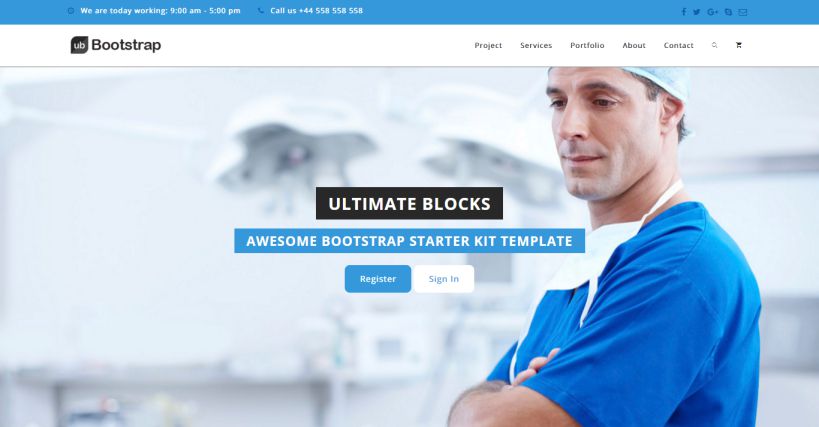 We are today working: 9:00 am - 5:00 pm Call us +44 558 558 558
ub Bootstrap
Project Services Portfolio About Contact
ULTIMATE BLOCKS
AWESOME BOOTSTRAP STARTER KIT TEMPLATE
Register Sign In